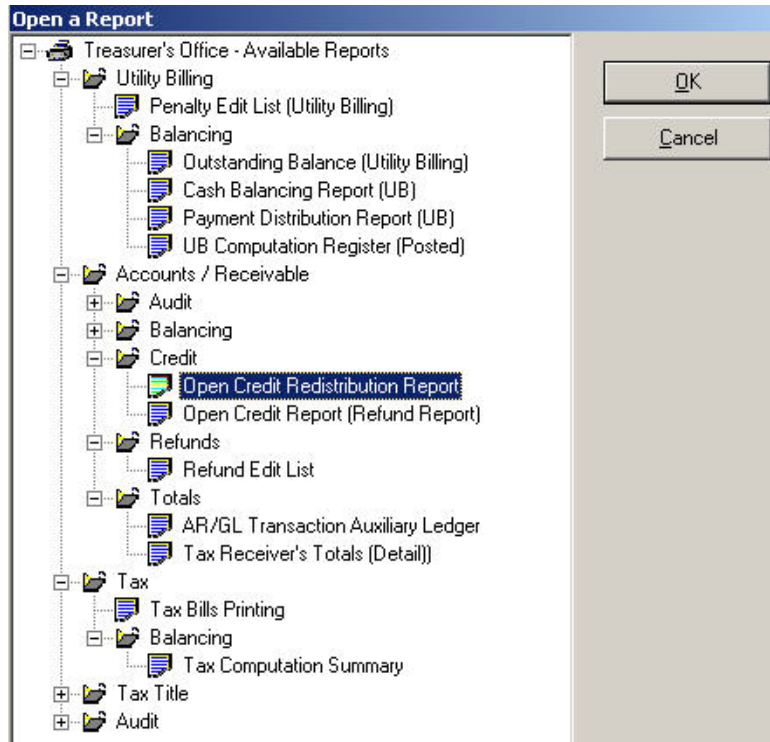 Open a Report
Treasurer's Office - Available Reports
Utility Billing
Penalty Edit List (Utility Billing)
Balancing
Outstanding Balance (Utility Billing)
Cash Balancing Report (UB)
Payment Distribution Report (UB)
UB Computation Register (Posted)
Accounts / Receivable
Audit
Balancing
Credit
Open Credit Redistribution Report
Open Credit Report (Refund Report)
Refunds
Refund Edit List
Totals
AR/GL Transaction Auxiliary Ledger
Tax Receiver's Totals (Detail))
Tax
Tax Bills Printing
Balancing
Tax Computation Summary
Tax Title
Audit
OK
Cancel